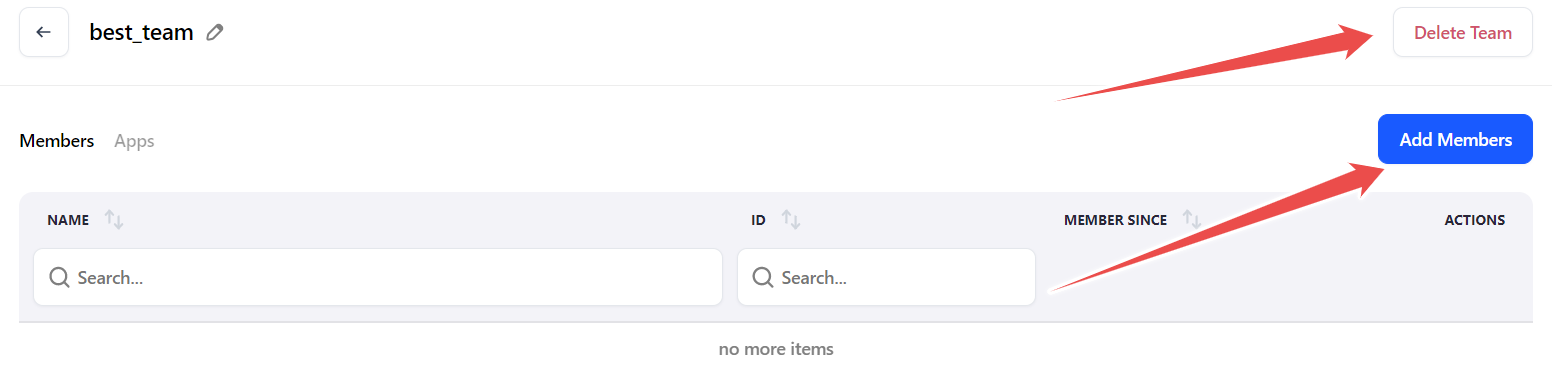 best_team
Delete Team
Members Apps
Add Members
NAME ID MEMBER SINCE ACTIONS
Search... Search...
no more items